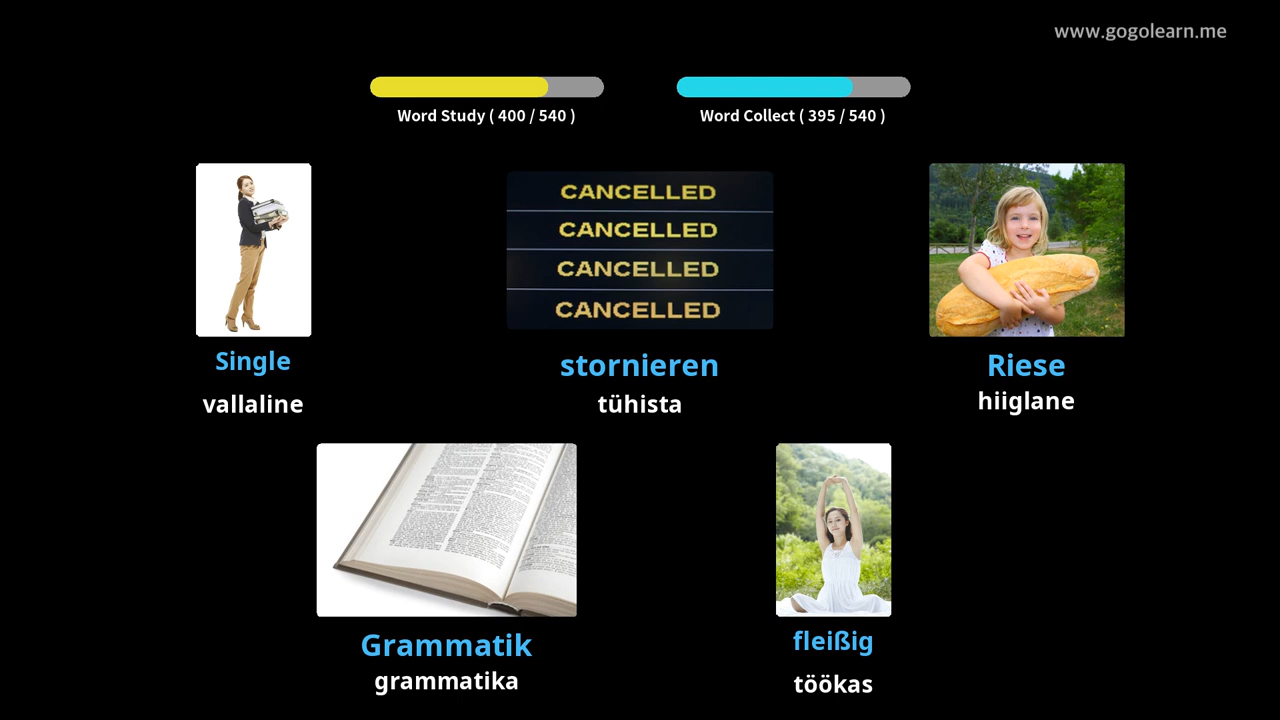 www.gogolearn.me
Word Study ( 400 / 540 )
Word Collect ( 395 / 540 )
CANCELLED
CANCELLED
CANCELLED
CANCELLED
Single
vallaline
stornieren
tühista
Riese
hiiglane
Grammatik
grammatika
fleißig
töökas